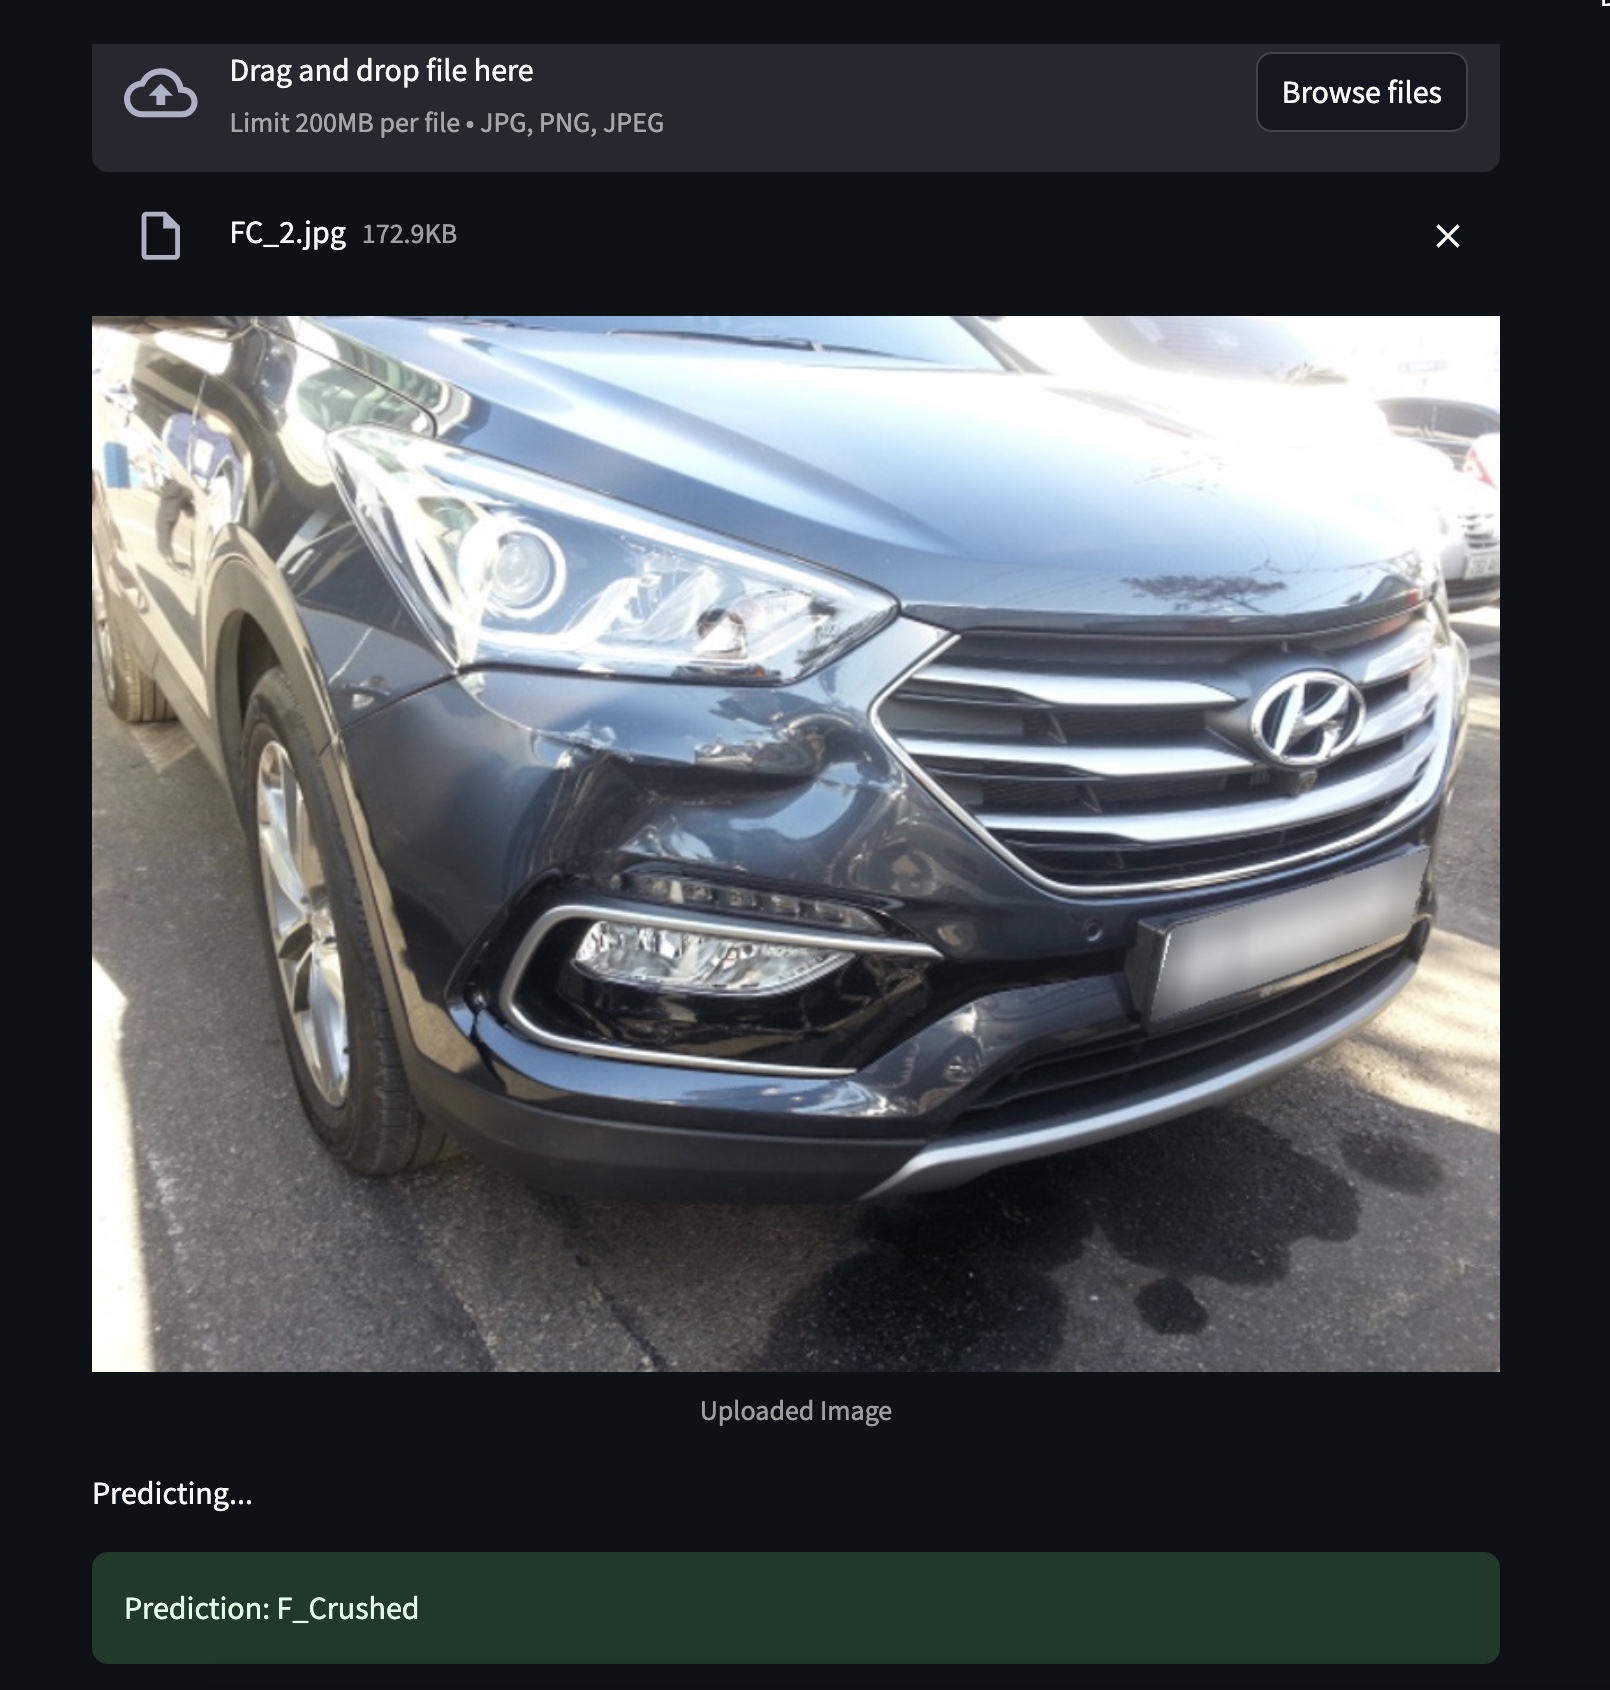 Drag and drop file here
Limit 200MB per file • JPG, PNG, JPEG
Browse files
FC_2.jpg 172.9KB
Uploaded Image
Predicting...
Prediction: F_Crushed